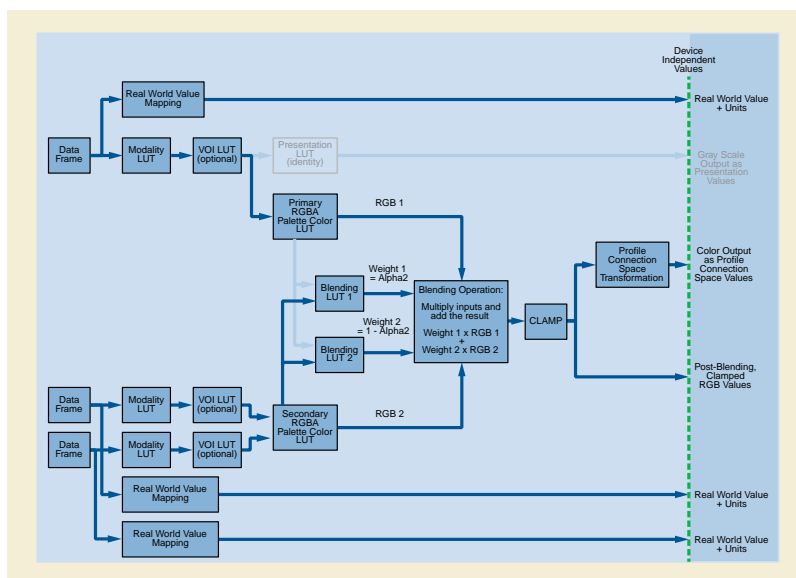 Device
Independent
Values
Real World Value
Mapping
Real World Value
+ Units
Data
Frame
Modality
LUT
VOI LUT
(optional)
Presentation
LUT
(identity)
Gray Scale
Output as
Presentation
Values
Primary
RGBA
Palette Color
LUT
RGB 1
Profile
Connection
Space
Transformation
Color Output
as Profile
Connection
Space Values
Weight 1
= Alpha2
Blending
LUT 1
Blending Operation:
Multiply inputs and
add the result
Weight 1 x RGB 1
+
Weight 2 x RGB 2
CLAMP
Weight 2
= 1 - Alpha2
Blending
LUT 2
Post-Blending,
Clamped
RGB Values
Data
Frame
Modality
LUT
VOI LUT
(optional)
Secondary
RGBA
Palette Color
LUT
RGB 2
Data
Frame
Modality
LUT
VOI LUT
(optional)
Real World Value
Mapping
Real World Value
+ Units
Real World Value
Mapping
Real World Value
+ Units